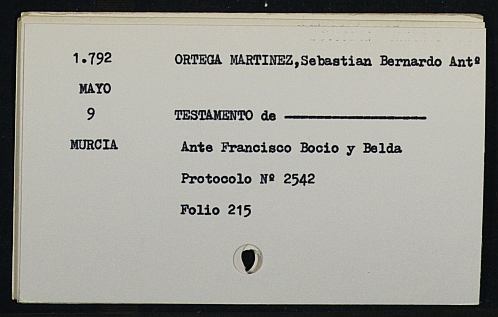 1.792 ORTEGA MARTINEZ,Sebastian Bernardo Antº
MAYO
9 TESTAMENTO de
MURCIA Ante Francisco Bocio y Belda
Protocolo Nº 2542
Folio 215